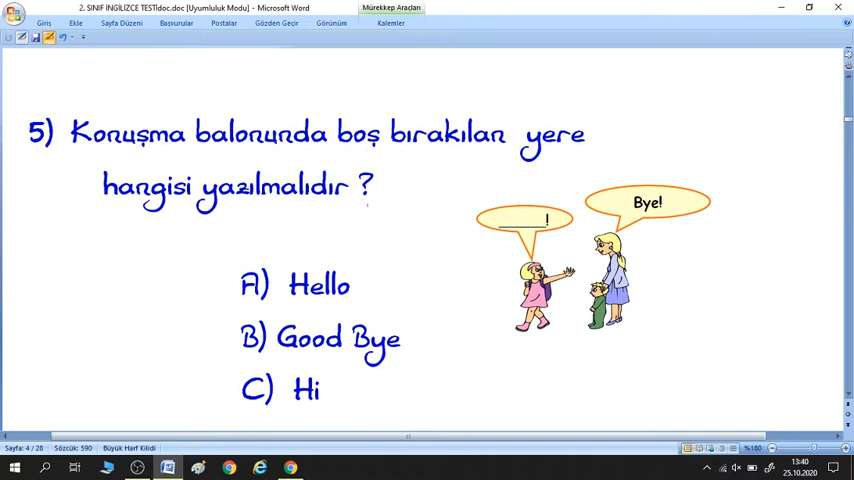 2. SINIF İNGİLİZCE TESTİdoc.doc [Uyumluluk Modu] - Microsoft Word
Mürekkep Araçları
Giriş Ekle Sayfa Düzeni Başvurular Postalar Gözden Geçir Görünüm Kalemler
5) Konuşma balonunda boş bırakılan yere
hangisi yazılmalıdır ?
Bye!
______!
A) Hello
B) Good Bye
C) Hi
Sayfa: 4 / 28 Sözcük: 590 Büyük Harf Kilidi %180
13:40
25.10.2020